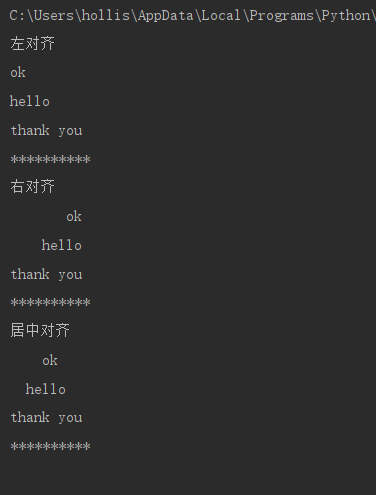 C:\Users\hollis\AppData\Local\Programs\Python\
左对齐
ok
hello
thank you
**********
右对齐
       ok
    hello
thank you
**********
居中对齐
    ok
  hello
thank you
**********